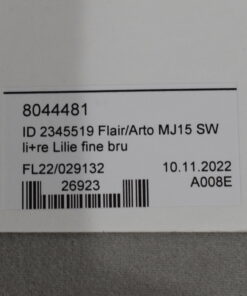 8044481
ID 2345519 Flair/Arto MJ15 SW
li+re Lilie fine bru
FL22/029132 10.11.2022
26923 A008E